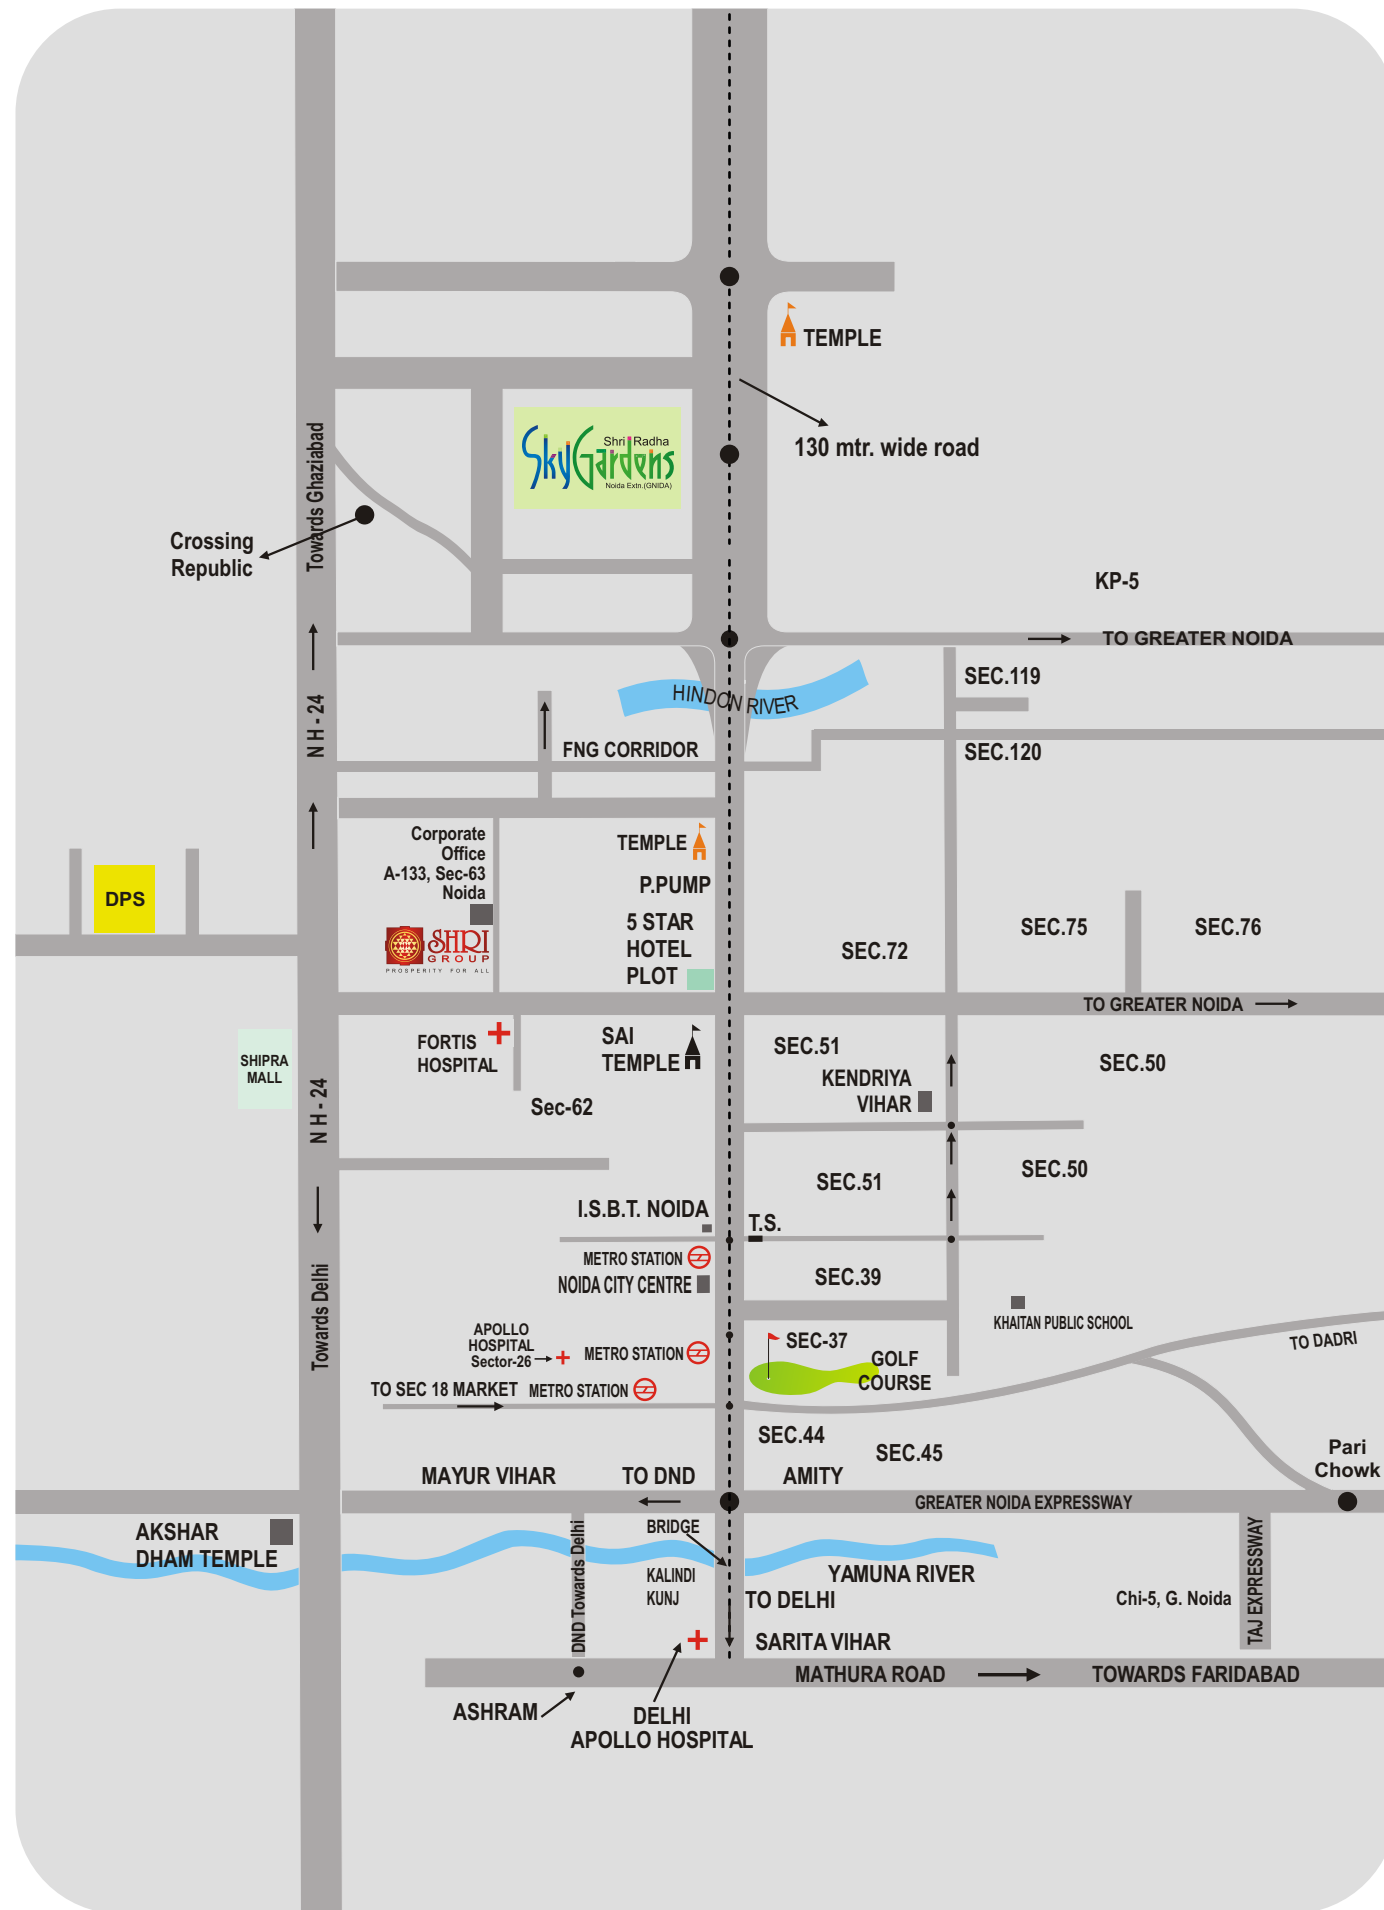 TEMPLE
130 mtr. wide road
Shri Radha
Sky Gardens
Noida Extn.(GNIDA)
Towards Ghaziabad
Crossing
Republic
KP-5
TO GREATER NOIDA
HINDON RIVER
SEC.119
N H - 24
FNG CORRIDOR
SEC.120
Corporate
Office
A-133, Sec-63
Noida
TEMPLE
P.PUMP
DPS
5 STAR
HOTEL
PLOT
SHRI
GROUP
PROSPERITY FOR ALL
SEC.72
SEC.75
SEC.76
TO GREATER NOIDA
SHIPRA
MALL
FORTIS
HOSPITAL
SAI
TEMPLE
SEC.51
KENDRIYA
VIHAR
SEC.50
N H - 24
Sec-62
SEC.51
SEC.50
I.S.B.T. NOIDA
T.S.
METRO STATION
NOIDA CITY CENTRE
SEC.39
Towards Delhi
KHAITAN PUBLIC SCHOOL
APOLLO
HOSPITAL
Sector-26
METRO STATION
SEC-37
GOLF
COURSE
TO DADRI
TO SEC 18 MARKET
METRO STATION
SEC.44
SEC.45
Pari
Chowk
MAYUR VIHAR
TO DND
AMITY
GREATER NOIDA EXPRESSWAY
AKSHAR
DHAM TEMPLE
BRIDGE
DND Towards Delhi
KALINDI
KUNJ
YAMUNA RIVER
TO DELHI
Chi-5, G. Noida
TAJ EXPRESSWAY
SARITA VIHAR
MATHURA ROAD
TOWARDS FARIDABAD
ASHRAM
DELHI
APOLLO HOSPITAL